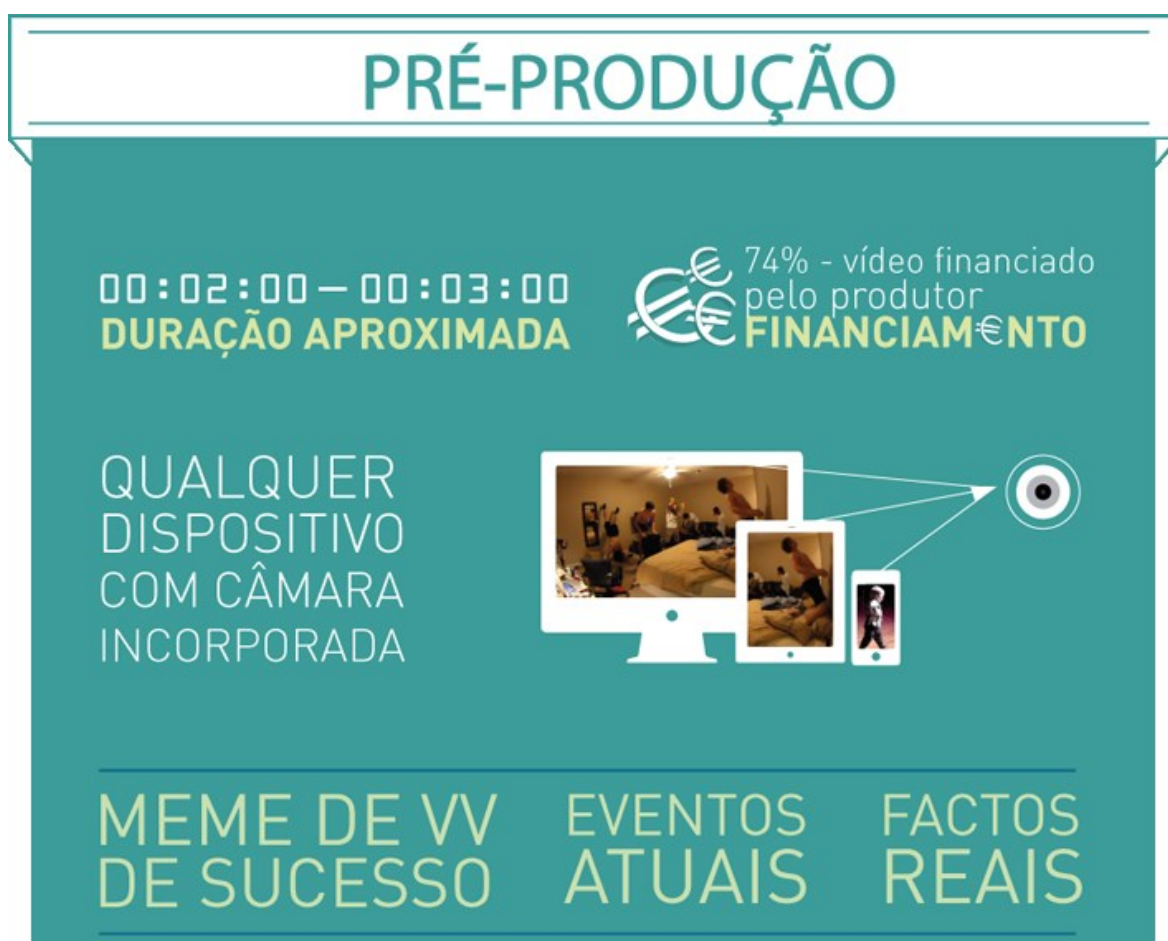 PRÉ-PRODUÇÃO
00:02:00 – 00:03:00
DURAÇÃO APROXIMADA
74% - vídeo financiado
pelo produtor
FINANCIAM€NTO
QUALQUER
DISPOSITIVO
COM CÂMARA
INCORPORADA
MEME DE VV
DE SUCESSO
EVENTOS
ATUAIS
FACTOS
REAIS